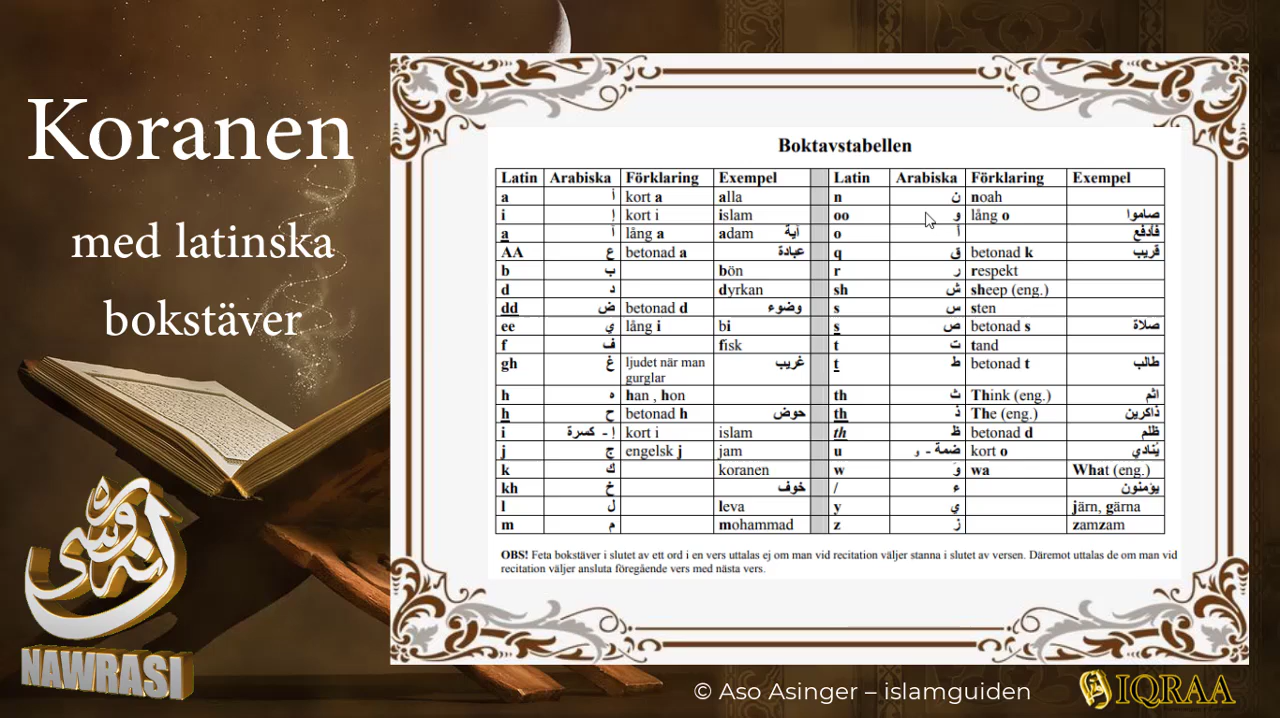 Koranen
med latinska
bokstäver
Boktavstabellen
Latin Arabiska Förklaring Exempel Latin Arabiska Förklaring Exempel
a أ kort a alla n ن noah
i إ kort i islam oo و lång o صاموا
a آ lång a adam آية o أ فأدفع
AA ع betonad a عبادة q ق betonad k قريب
b ب bön r ر respekt
d د dyrkan sh ش sheep (eng.)
dd ض betonad d وضوء s س sten
ee ي lång i bi s ص betonad s صلاة
f ف fisk t ت tand
gh غ ljudet när man gurglar غريب t ط betonad t طالب
h ه han , hon th ث Think (eng.) اثم
h ح betonad h حوض th ذ The (eng.) ذاكرين
i إ - كسرة kort i islam th ظ betonad d ظلم
j ج engelsk j jam u ضمة - و kort o يُنادي
k ك koranen w وَ wa What (eng.)
kh خ خوف / ء يؤمنون
l ل leva y ي järn, gärna
m م mohammad z ز zamzam
OBS! Feta bokstäver i slutet av ett ord i en vers uttalas ej om man vid recitation väljer stanna i slutet av versen. Däremot uttalas de om man vid
recitation väljer ansluta föregående vers med nästa vers.
NAWRASI
© Aso Asinger – islamguiden
IQRAA